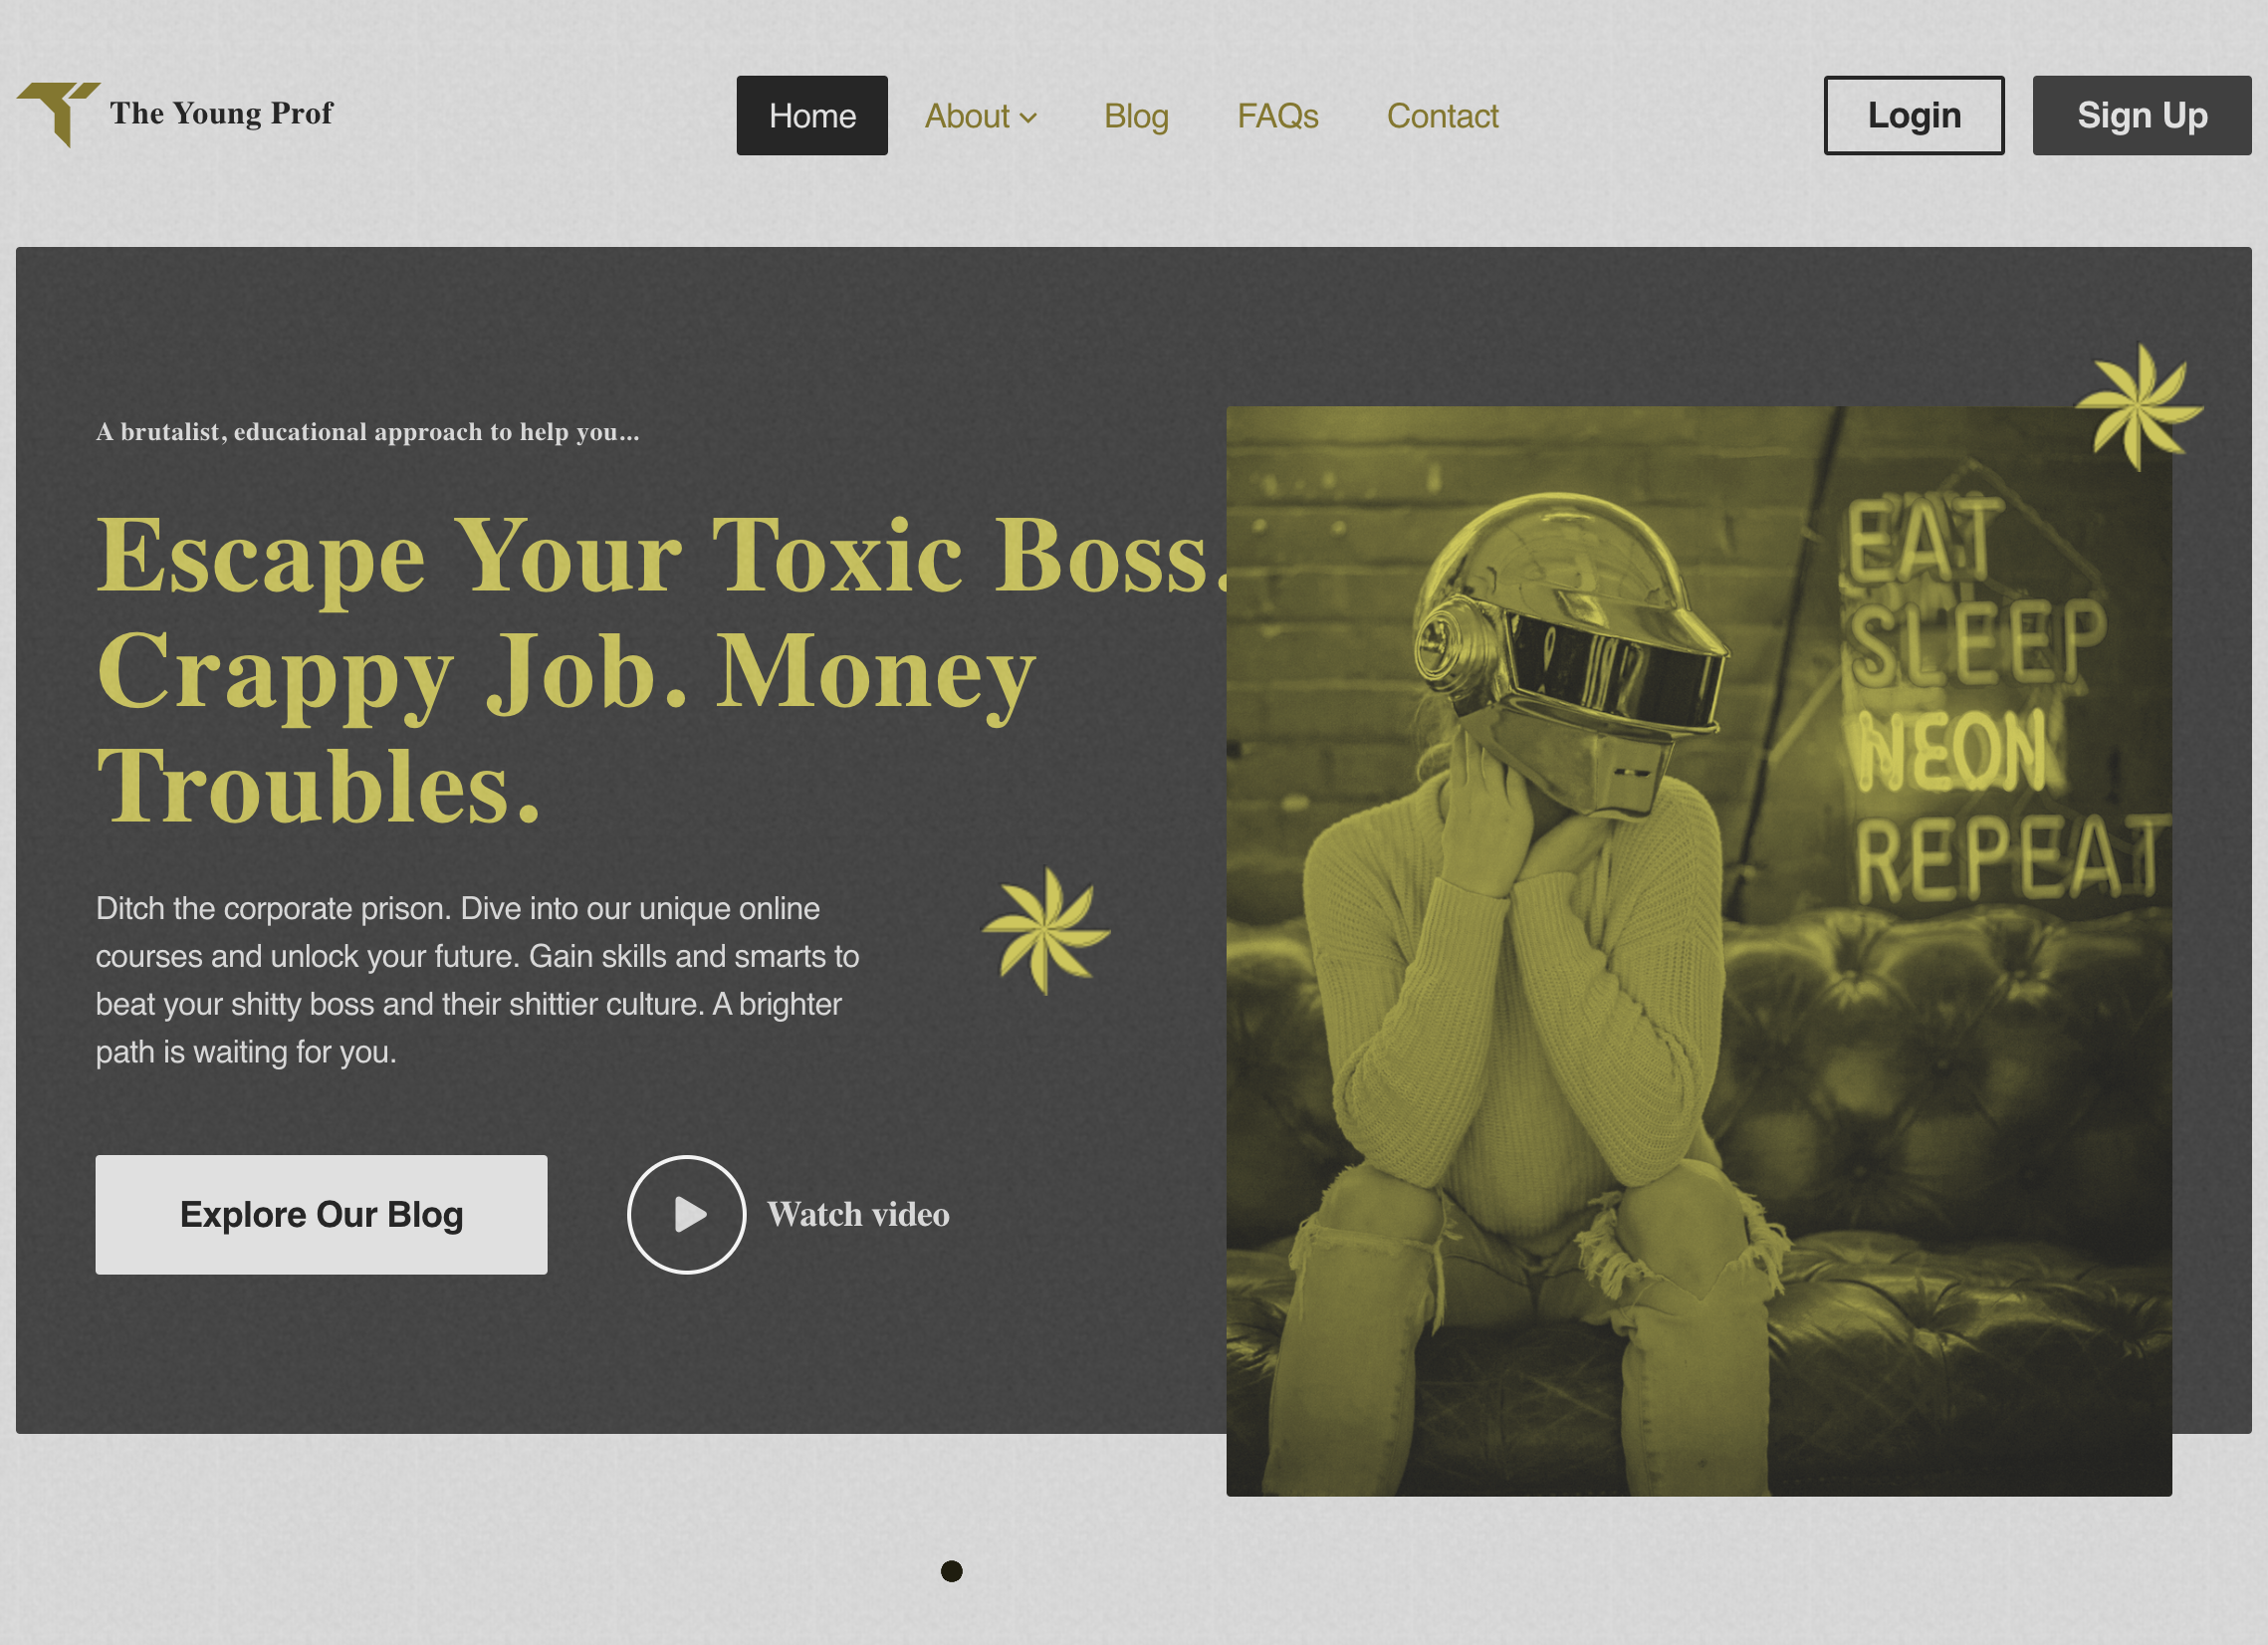 The Young Prof
Home
About
Blog
FAQs
Contact
Login
Sign Up
A brutalist, educational approach to help you...
Escape Your Toxic Boss.
Crappy Job. Money
Troubles.
Ditch the corporate prison. Dive into our unique online
courses and unlock your future. Gain skills and smarts to
beat your shitty boss and their shittier culture. A brighter
path is waiting for you.
Explore Our Blog
Watch video
EAT
SLEEP
NEON
REPEAT